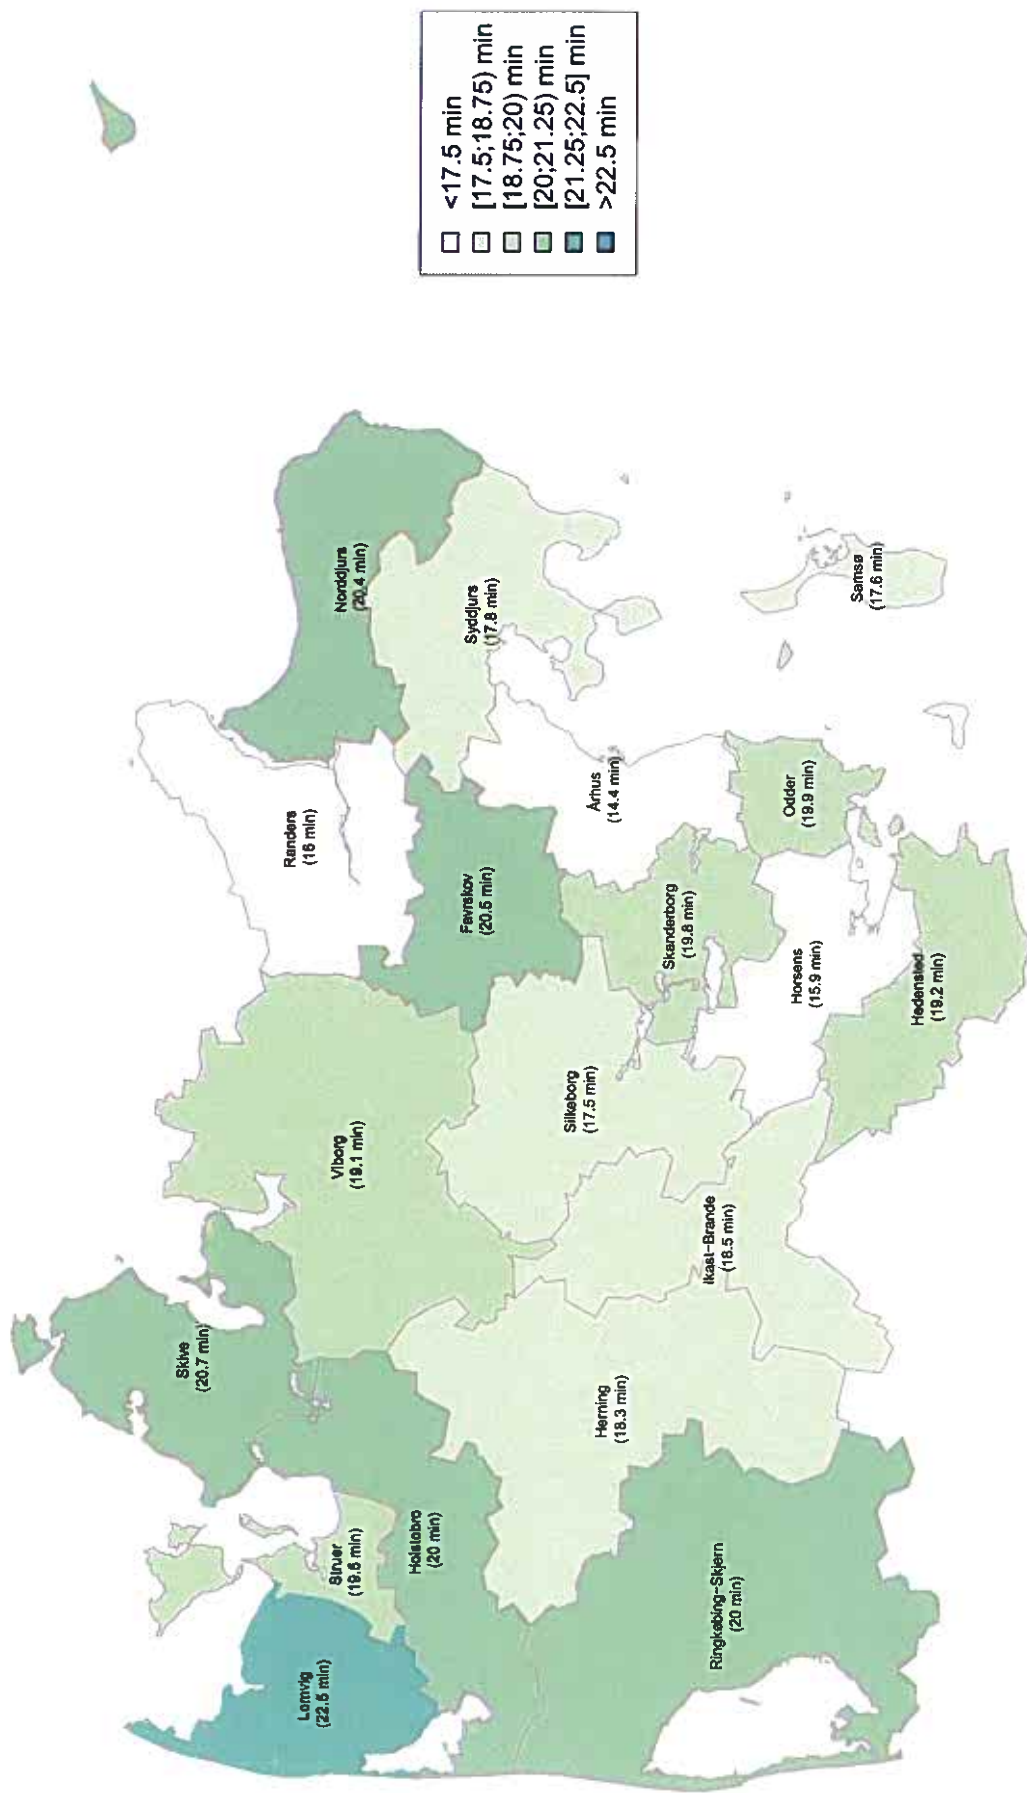 Skive
(20.7 min)
Lemvig
(22.5 min)
Struer
(19.5 min)
Holstebro
(20 min)
Viborg
(19.1 min)
Randers
(16 min)
Norddjurs
(20.4 min)
Favrskov
(20.5 min)
Syddjurs
(17.8 min)
Herning
(18.3 min)
Silkeborg
(17.5 min)
Århus
(14.4 min)
Skanderborg
(19.8 min)
Ikast-Brande
(18.5 min)
Ringkøbing-Skjern
(20 min)
Horsens
(15.9 min)
Odder
(19.9 min)
Samsø
(17.6 min)
Hedensted
(19.2 min)
<17.5 min
[17.5;18.75) min
[18.75;20) min
[20;21.25) min
[21.25;22.5] min
>22.5 min